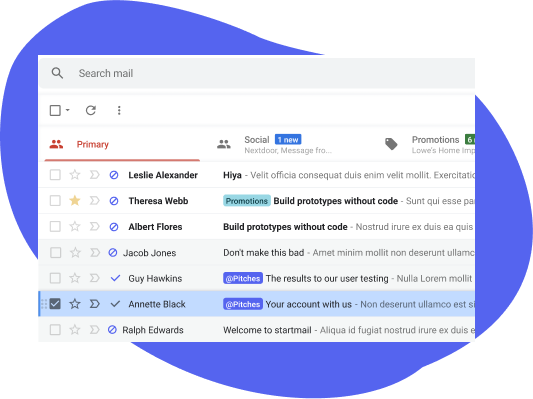 Search mail
Primary
Social 1 new
Nextdoor, Message fro...
Promotions 6
Lowe's Home Imp
Leslie Alexander Hiya - Velit officia consequat duis enim velit mollit. Exercitatio
Theresa Webb Promotions Build prototypes without code - Sunt qui esse pa
Albert Flores Build prototypes without code - Nostrud irure ex duis ea quis
Jacob Jones Don't make this bad - Amet minim mollit non deserunt ullamc
Guy Hawkins @Pitches The results to our user testing - Nulla Lorem mollit
Annette Black @Pitches Your account with us - Non deserunt ullamco est si
Ralph Edwards Welcome to startmail - Aliqua id fugiat nostrud irure ex duis e